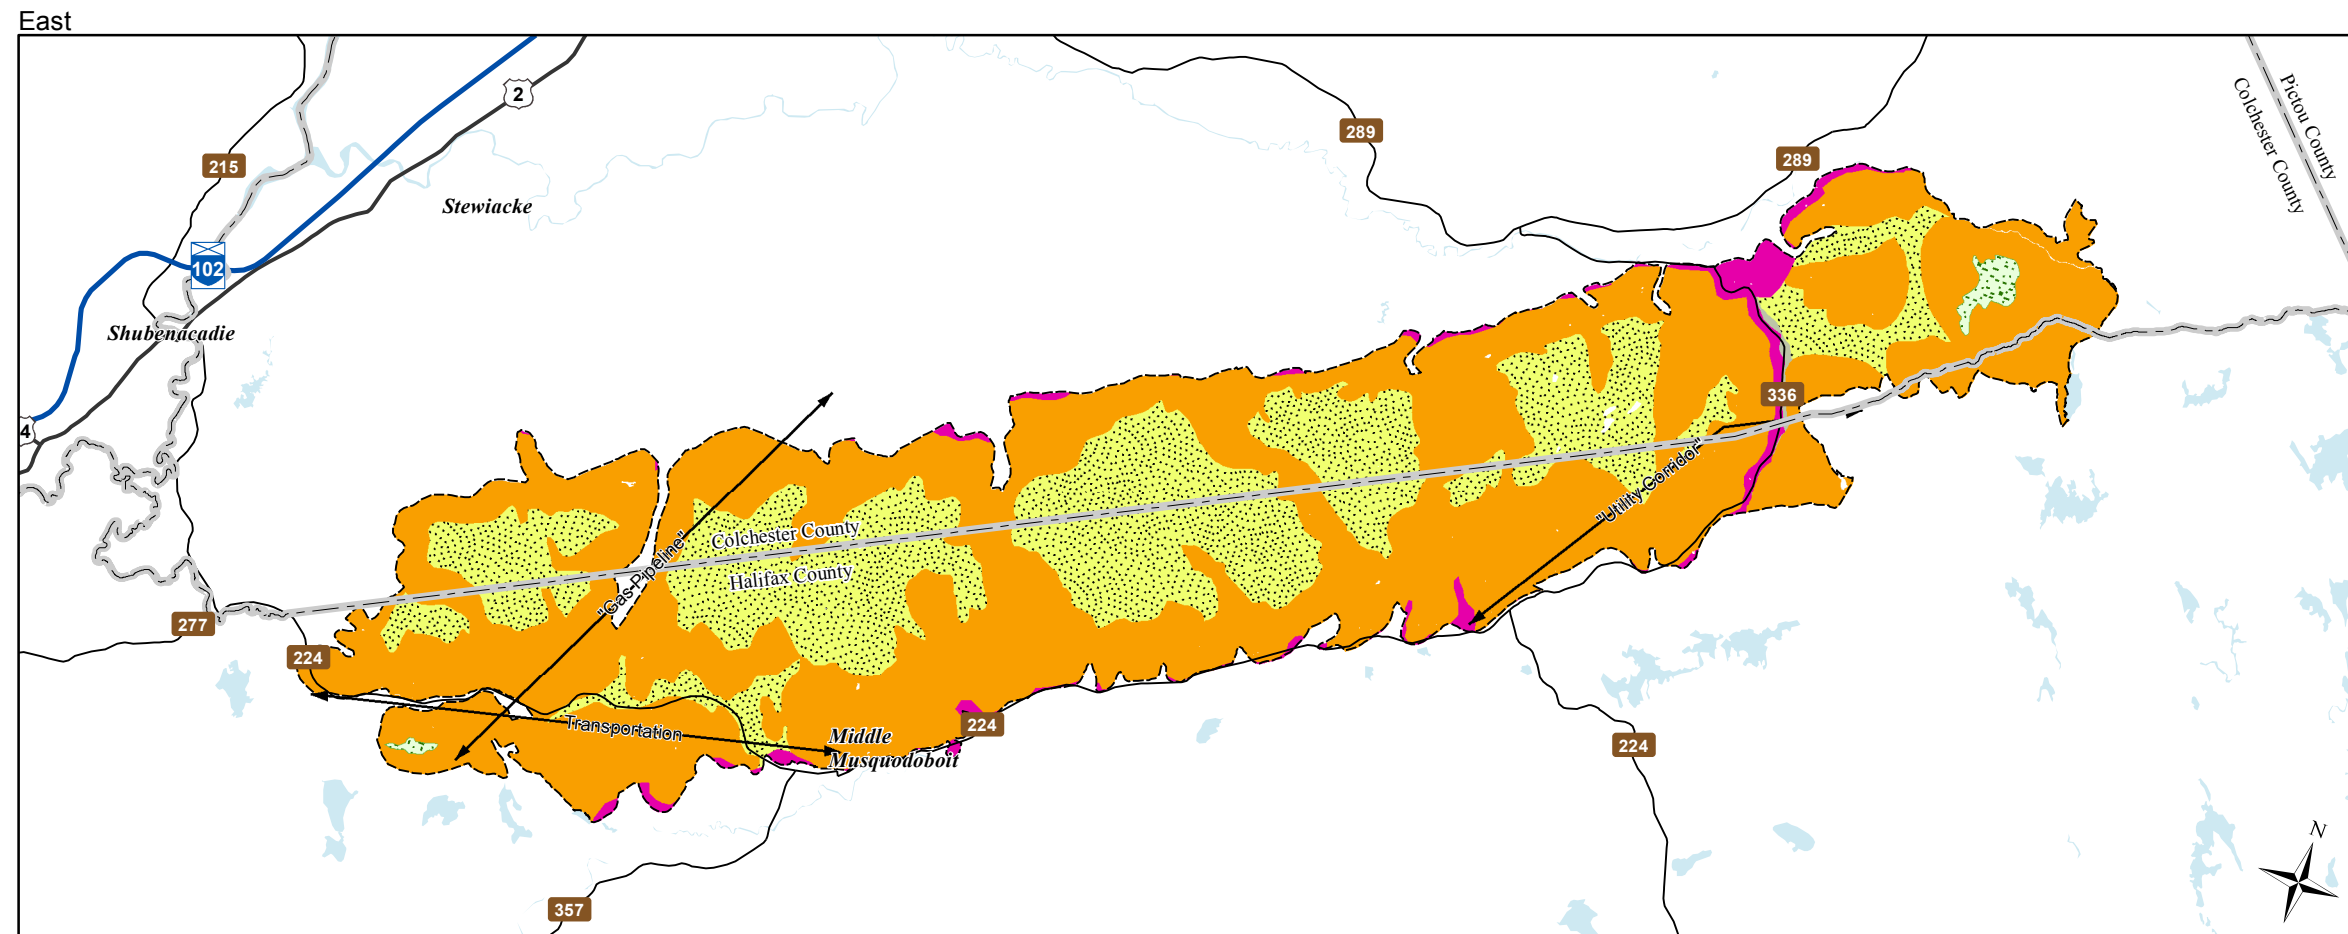 East
2
Pictou County
Colchester County
289
215
289
Stewiacke
102
Shubenacadie
336
4
"Utility Corridor"
Colchester County
"Gas Pipeline"
Halifax County
277
224
Transportation
224
Middle
Musquodoboit
224
N
357